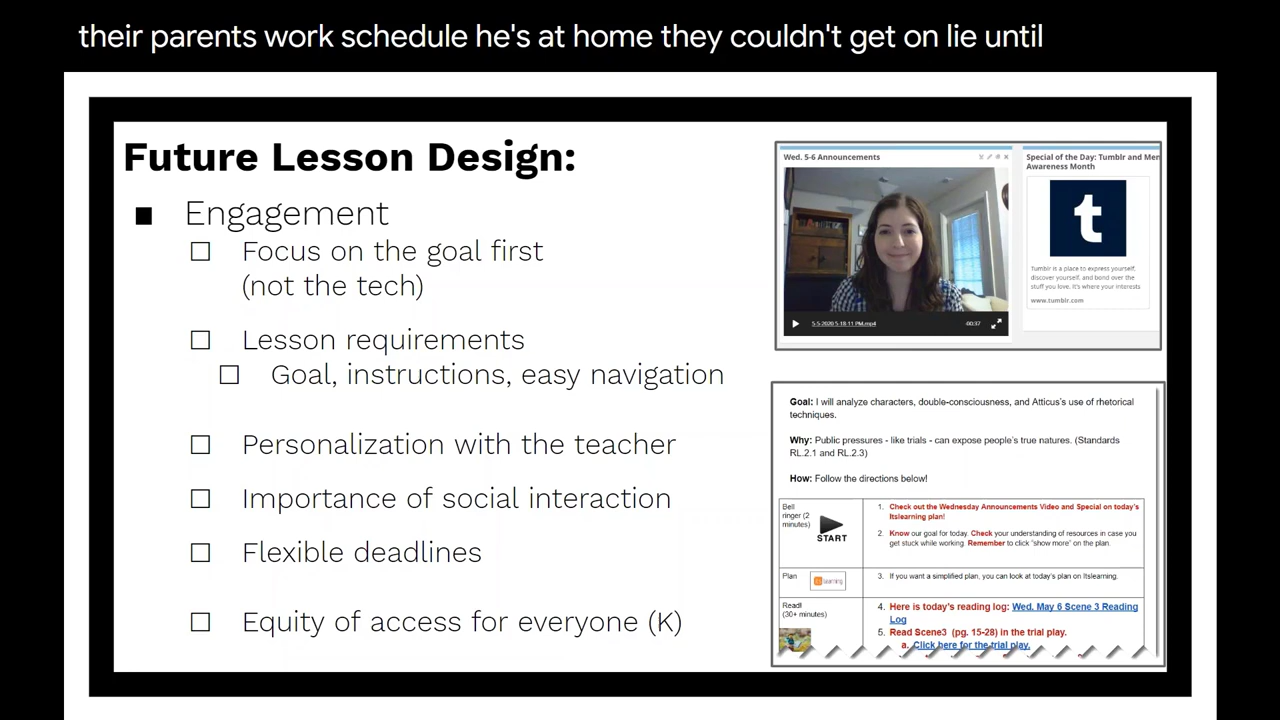 their parents work schedule he's at home they couldn't get on lie until
Future Lesson Design:
Engagement
Focus on the goal first
(not the tech)
Lesson requirements
Goal, instructions, easy navigation
Personalization with the teacher
Importance of social interaction
Flexible deadlines
Equity of access for everyone (K)
Wed. 5-6 Announcements
5-5-2020 5-18-11 PM.mp4
-00:37
Special of the Day: Tumblr and Men
Awareness Month
t
Tumblr is a place to express yourself,
discover yourself, and bond over the
stuff you love. It's where your interests
www.tumblr.com
Goal: I will analyze characters, double-consciousness, and Atticus's use of rhetorical
techniques.
Why: Public pressures - like trials - can expose people's true natures. (Standards
RL.2.1 and RL.2.3)
How: Follow the directions below!
Bell
ringer (2
minutes)
START
1. Check out the Wednesday Announcements Video and Special on today's
Itslearning plan!
2. Know our goal for today. Check your understanding of resources in case you
get stuck while working. Remember to click "show more" on the plan.
Plan
learning
3. If you want a simplified plan, you can look at today's plan on Itslearning.
Read!
(30+ minutes)
4. Here is today's reading log: Wed. May 6 Scene 3 Reading
Log
5. Read Scene3 (pg. 15-28) in the trial play.
a. Click here for the trial play.